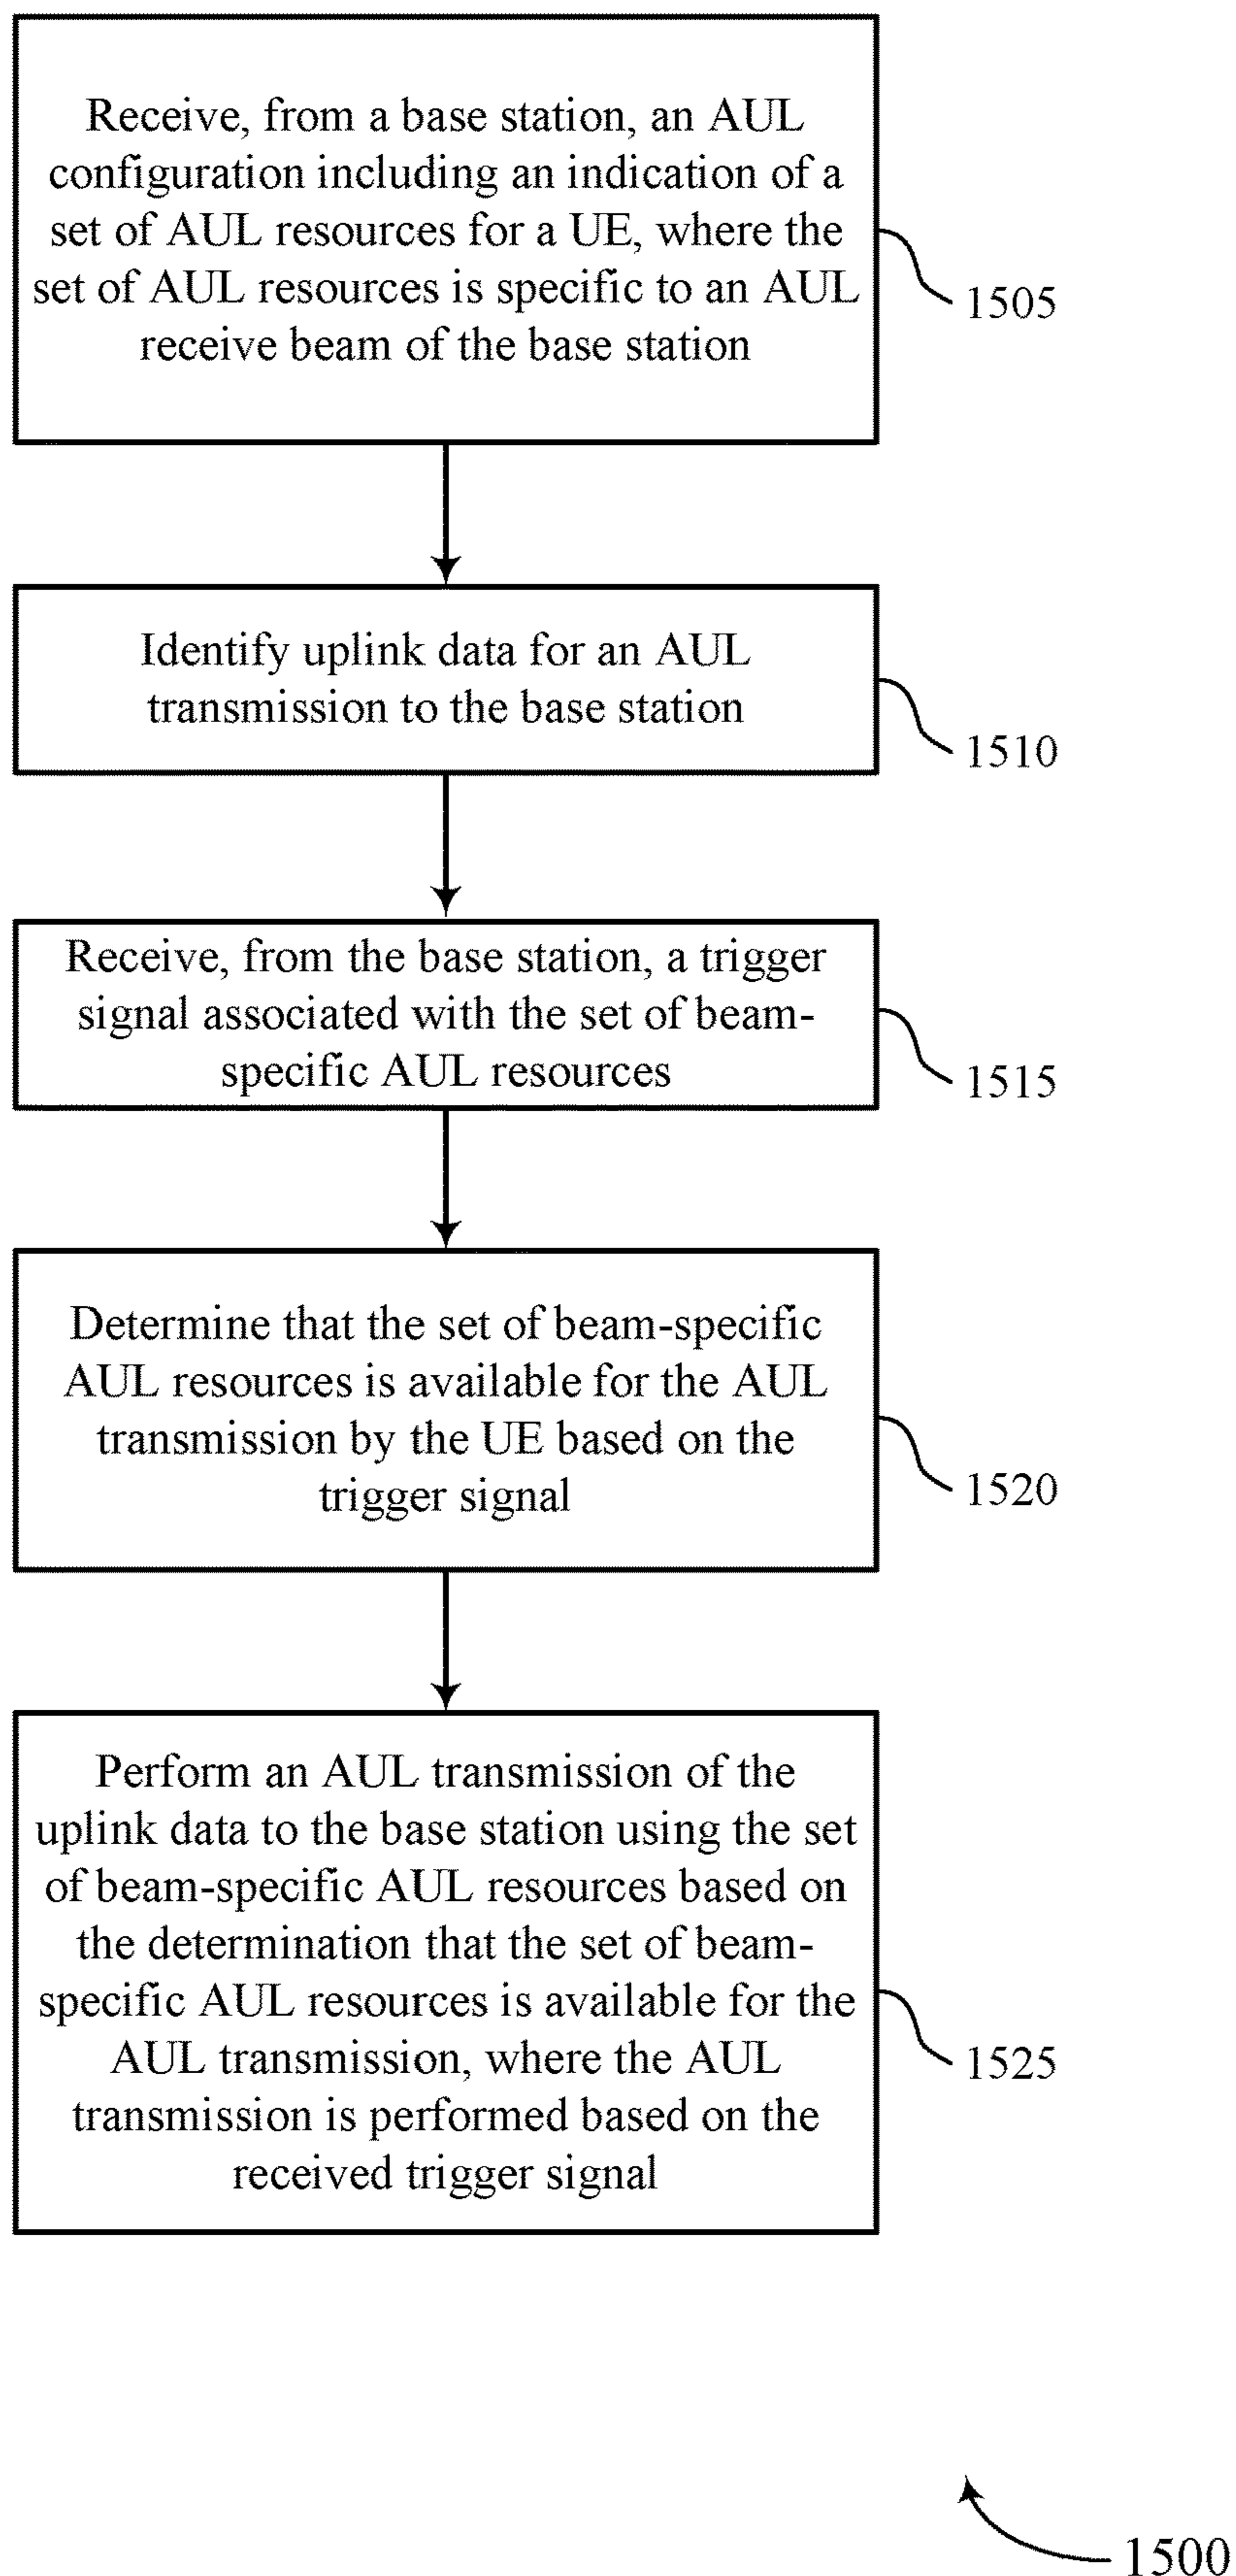 Receive, from a base station, an AUL
configuration including an indication of a
set of AUL resources for a UE, where the
set of AUL resources is specific to an AUL
receive beam of the base station
1505
Identify uplink data for an AUL
transmission to the base station
1510
Receive, from the base station, a trigger
signal associated with the set of beam-
specific AUL resources
1515
Determine that the set of beam-specific
AUL resources is available for the AUL
transmission by the UE based on the
trigger signal
1520
Perform an AUL transmission of the
uplink data to the base station using the set
of beam-specific AUL resources based on
the determination that the set of beam-
specific AUL resources is available for the
AUL transmission, where the AUL
transmission is performed based on the
received trigger signal
1525
1500